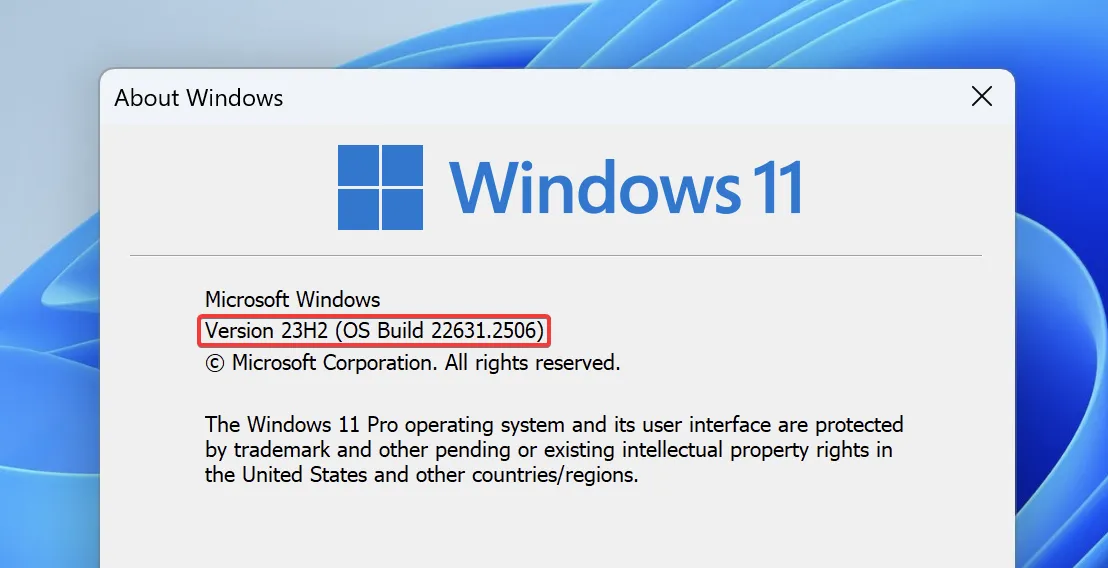 About Windows
Windows 11
Microsoft Windows
Version 23H2 (OS Build 22631.2506)
© Microsoft Corporation. All rights reserved.
The Windows 11 Pro operating system and its user interface are protected
by trademark and other pending or existing intellectual property rights in
the United States and other countries/regions.